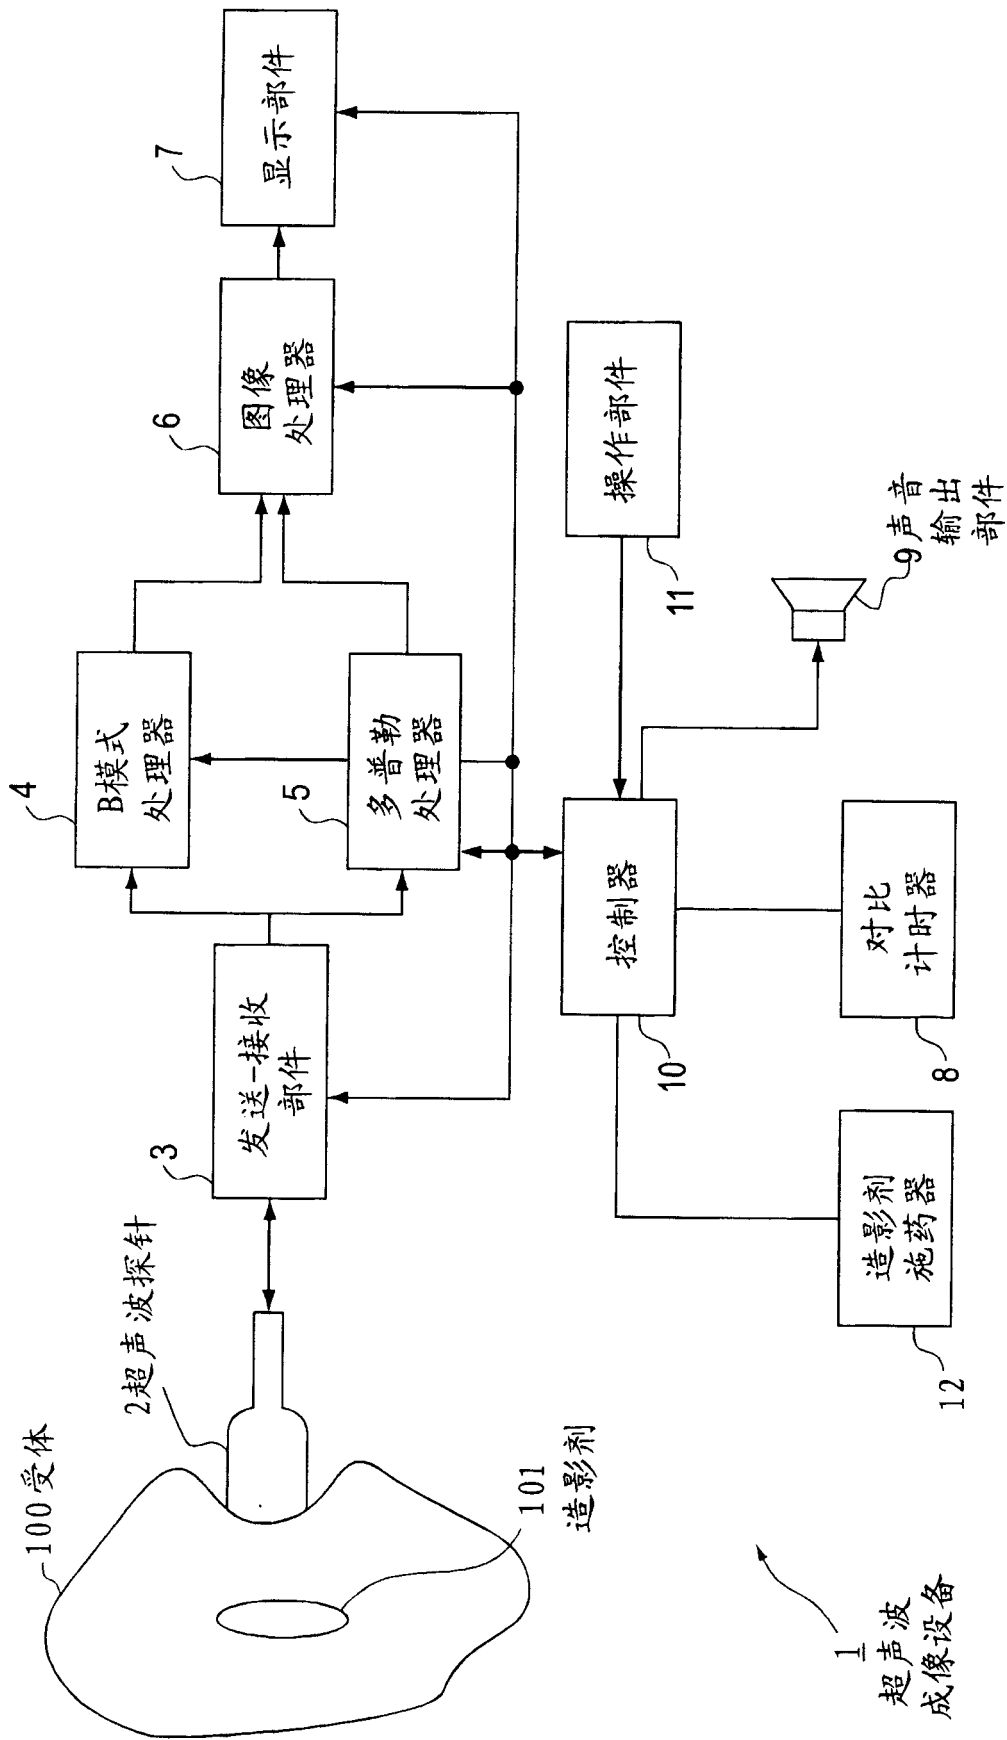 100受体
2超声波探针
101
造影剂
3
发送-接收
部件
4
B模式
处理器
5
多普勒
处理器
6
图像
处理器
7
显示部件
10
控制器
11
操作部件
9声音
输出
部件
8
对比
计时器
12
造影剂
施药器
1
超声波
成像设备